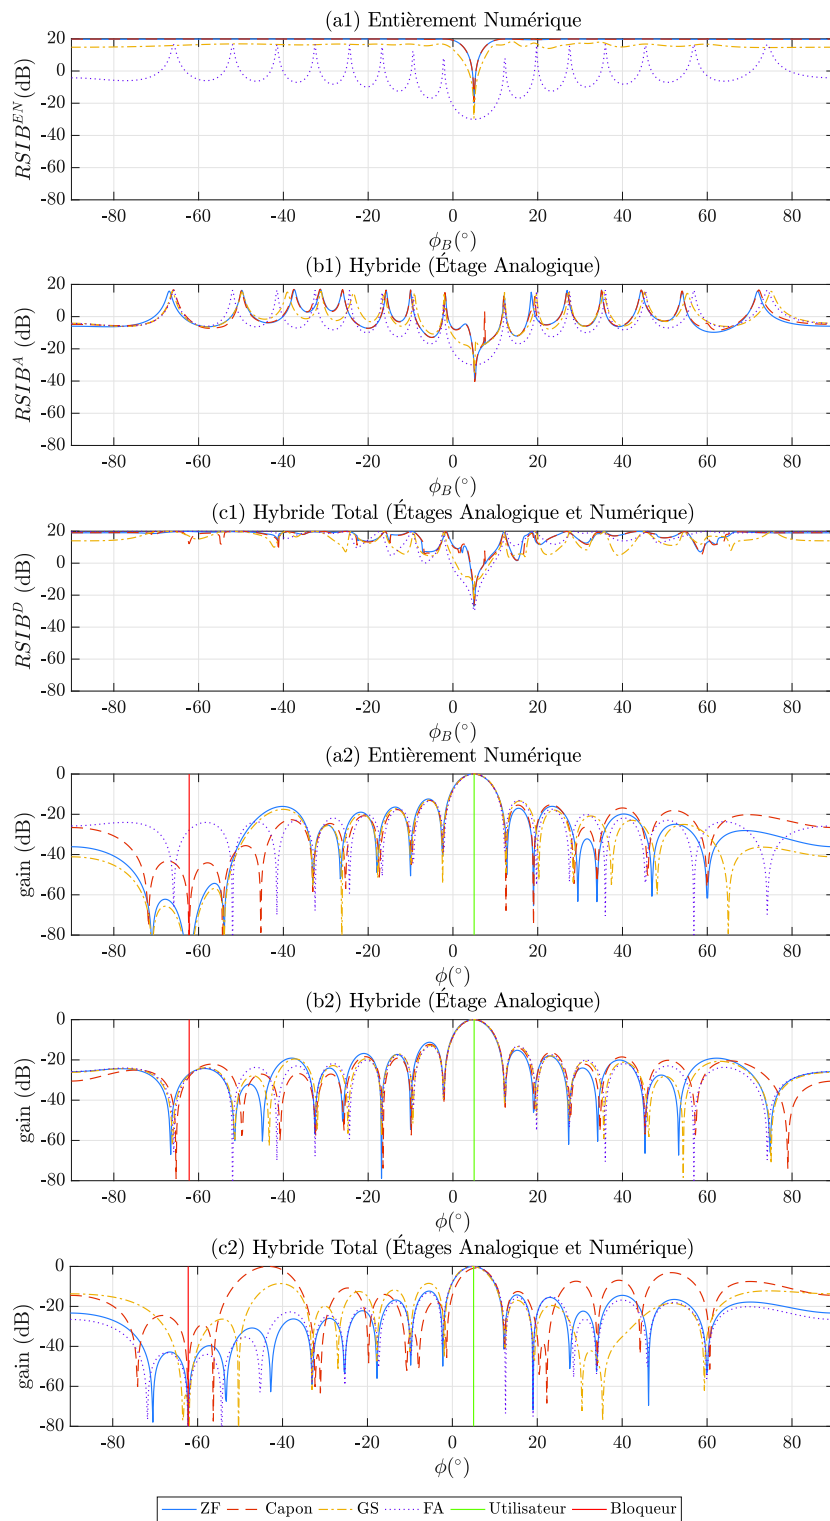 (a1) Entièrement Numérique
20
0
-20
-40
-60
-80
RSIB^{EN} (dB)
-80 -60 -40 -20 0 20 40 60 80
ϕ_B(°)
(b1) Hybride (Étage Analogique)
20
0
-20
-40
-60
-80
RSIB^A (dB)
-80 -60 -40 -20 0 20 40 60 80
ϕ_B(°)
(c1) Hybride Total (Étages Analogique et Numérique)
20
0
-20
-40
-60
-80
RSIB^D (dB)
-80 -60 -40 -20 0 20 40 60 80
ϕ_B(°)
(a2) Entièrement Numérique
0
-20
-40
-60
-80
gain (dB)
-80 -60 -40 -20 0 20 40 60 80
ϕ(°)
(b2) Hybride (Étage Analogique)
0
-20
-40
-60
-80
gain (dB)
-80 -60 -40 -20 0 20 40 60 80
ϕ(°)
(c2) Hybride Total (Étages Analogique et Numérique)
0
-20
-40
-60
-80
gain (dB)
-80 -60 -40 -20 0 20 40 60 80
ϕ(°)
ZF Capon GS FA Utilisateur Bloqueur